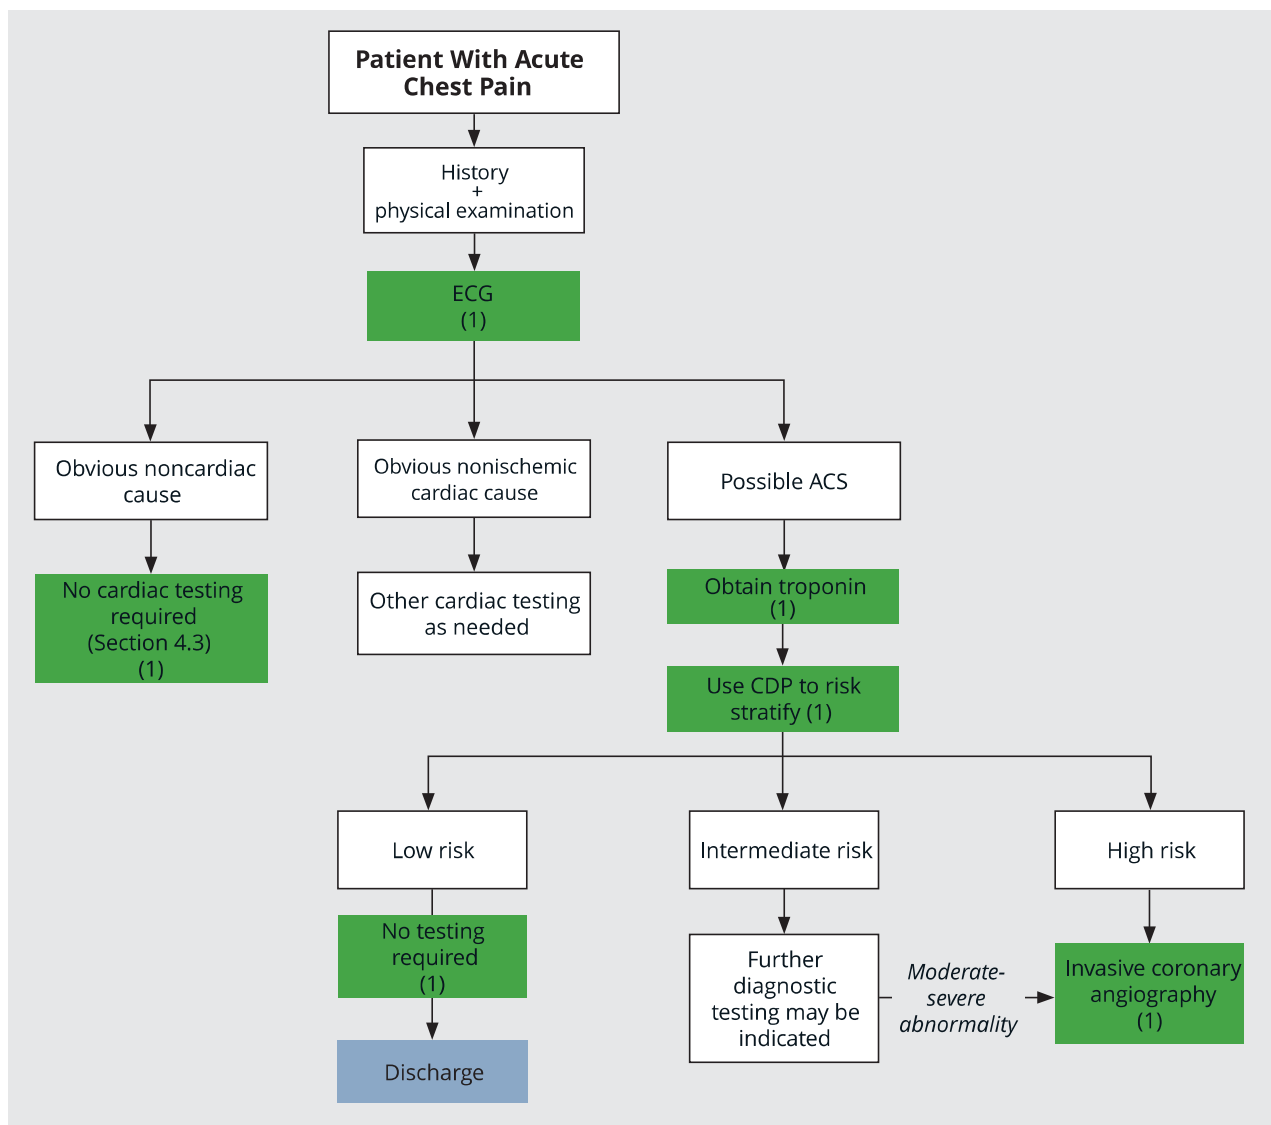 Patient With Acute
Chest Pain
History
+
physical examination
ECG
(1)
Obvious noncardiac
cause
Obvious nonischemic
cardiac cause
Possible ACS
No cardiac testing
required
(Section 4.3)
(1)
Other cardiac testing
as needed
Obtain troponin
(1)
Use CDP to risk
stratify (1)
Low risk
Intermediate risk
High risk
No testing
required
(1)
Further
diagnostic
testing may be
indicated
Moderate-
severe
abnormality
Invasive coronary
angiography
(1)
Discharge